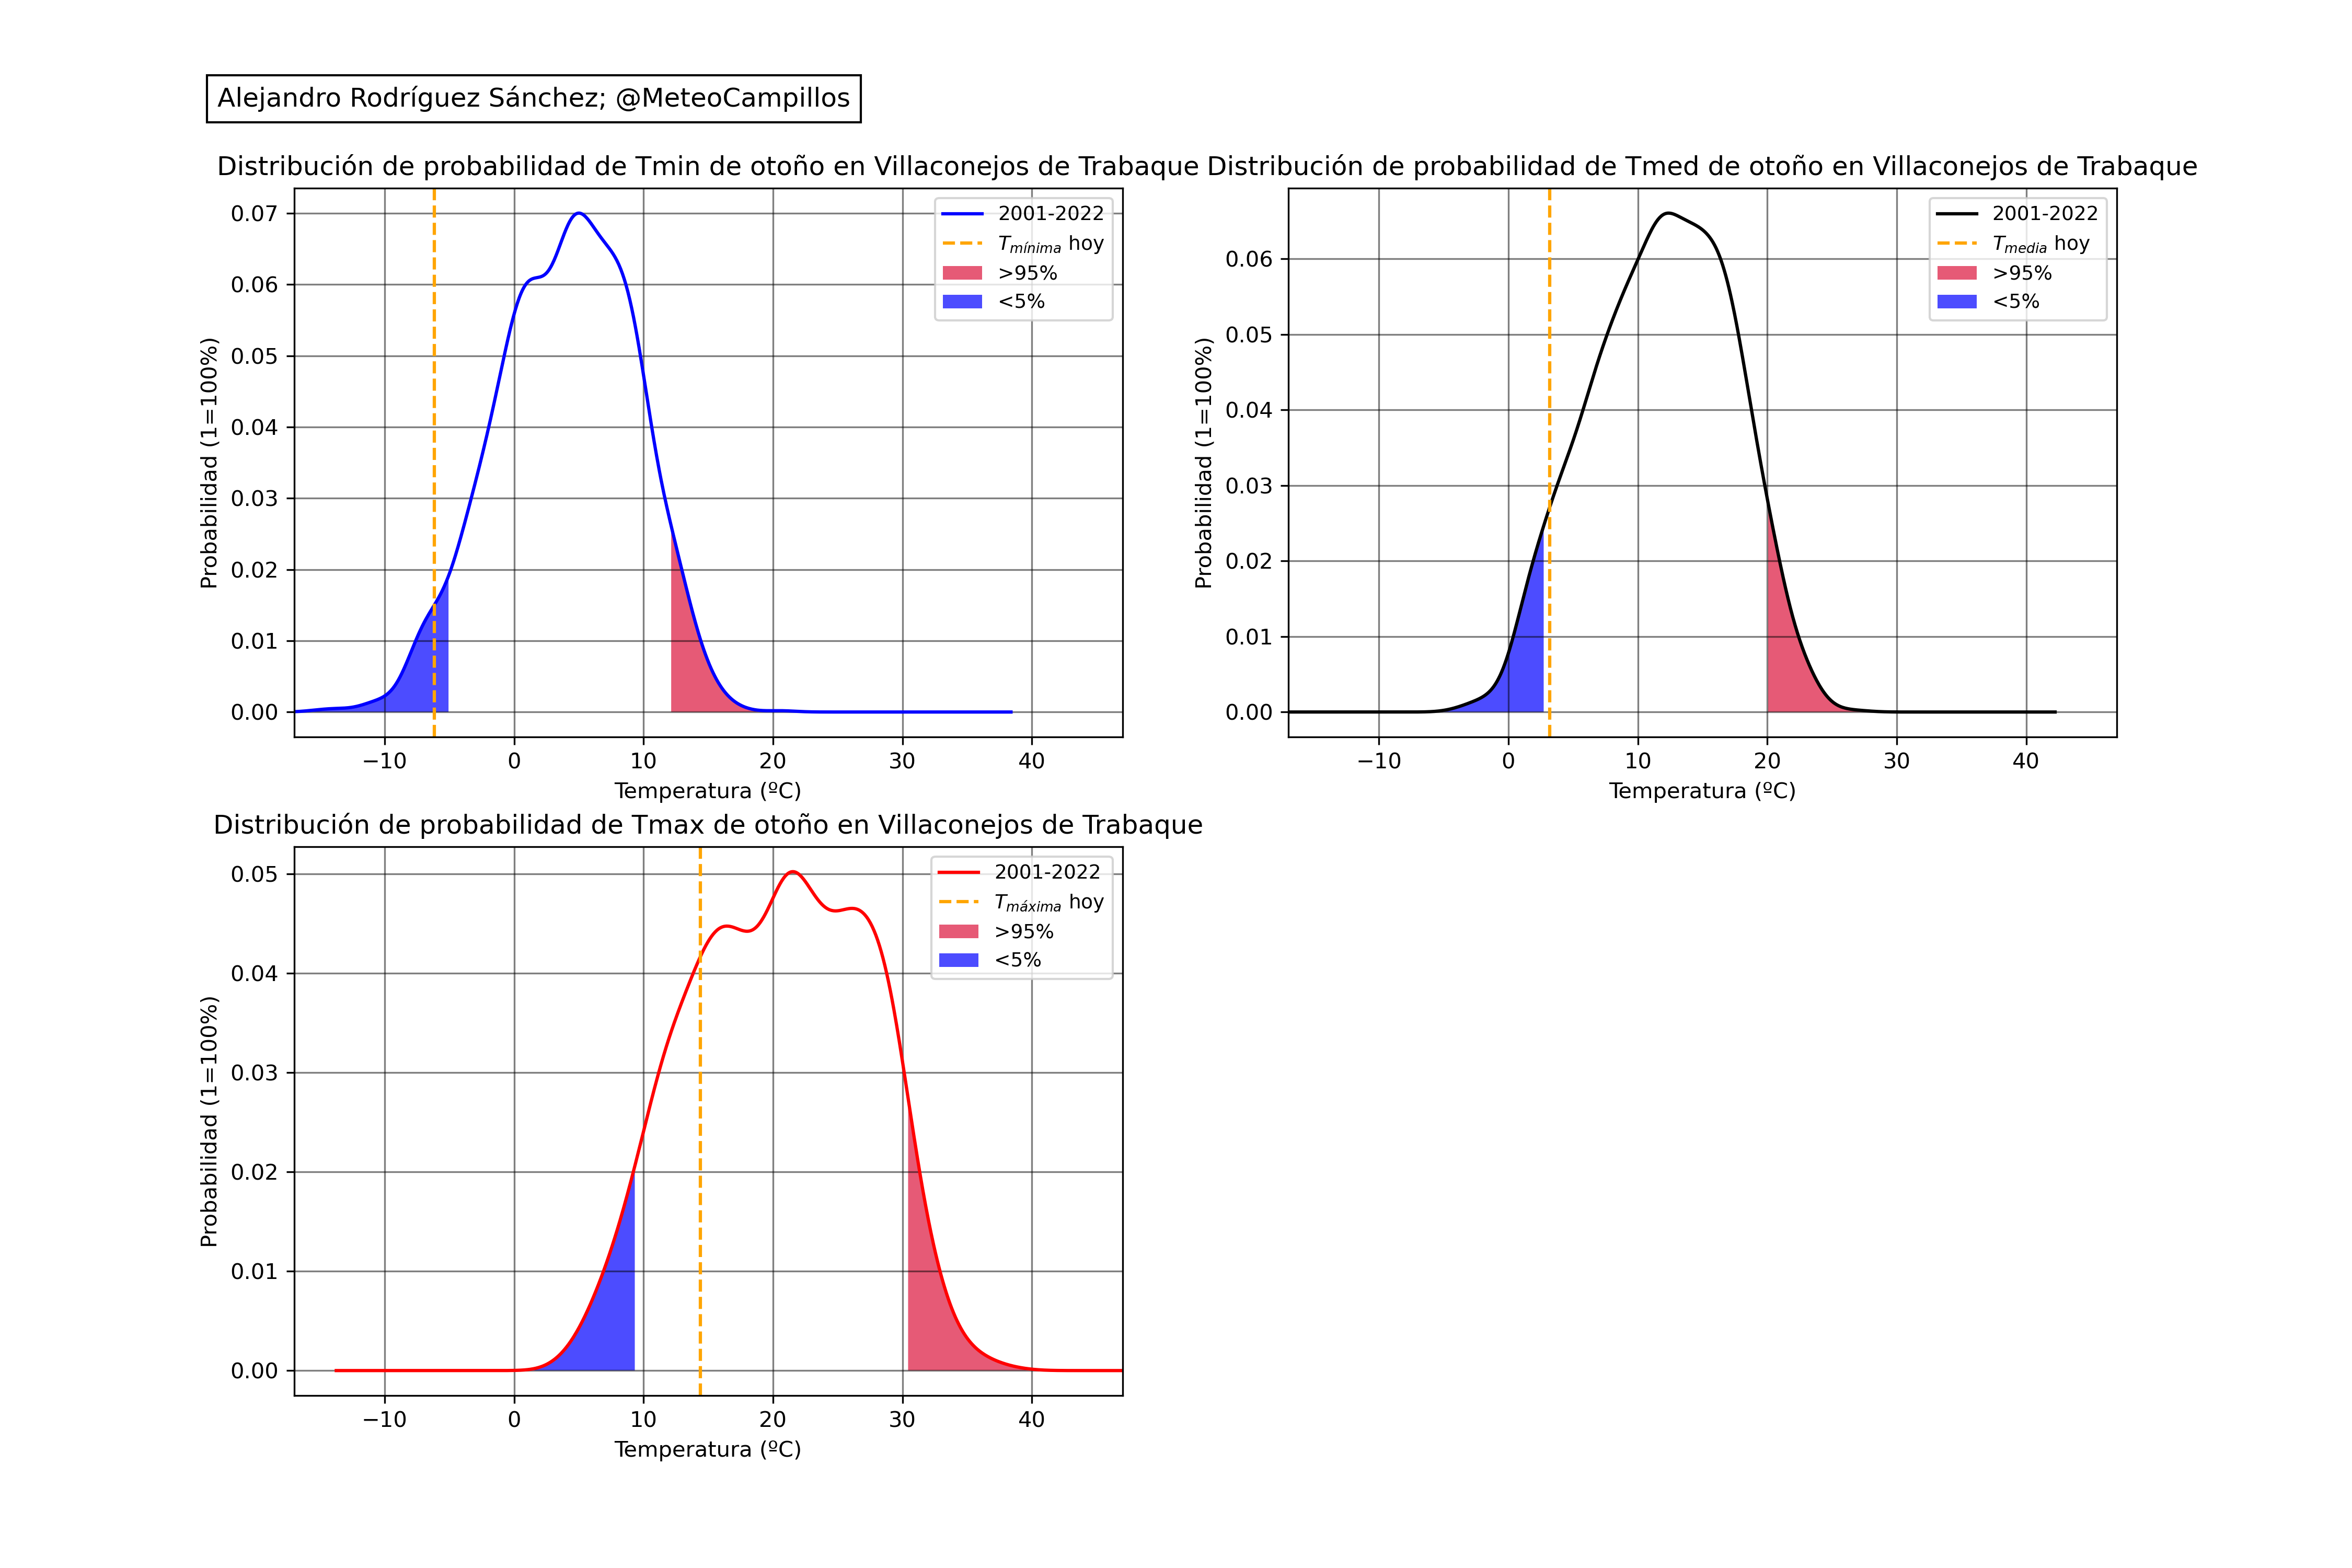 Alejandro Rodríguez Sánchez; @MeteoCampillos
Distribución de probabilidad de Tmin de otoño en Villaconejos de Trabaque
0.07
0.06
0.05
0.04
0.03
0.02
0.01
0.00
Probabilidad (1=100%)
2001-2022
Tmínima hoy
>95%
<5%
−10 0 10 20 30 40
Temperatura (ºC)
Distribución de probabilidad de Tmed de otoño en Villaconejos de Trabaque
0.06
0.05
0.04
0.03
0.02
0.01
0.00
Probabilidad (1=100%)
2001-2022
Tmedia hoy
>95%
<5%
−10 0 10 20 30 40
Temperatura (ºC)
Distribución de probabilidad de Tmax de otoño en Villaconejos de Trabaque
0.05
0.04
0.03
0.02
0.01
0.00
Probabilidad (1=100%)
2001-2022
Tmáxima hoy
>95%
<5%
−10 0 10 20 30 40
Temperatura (ºC)